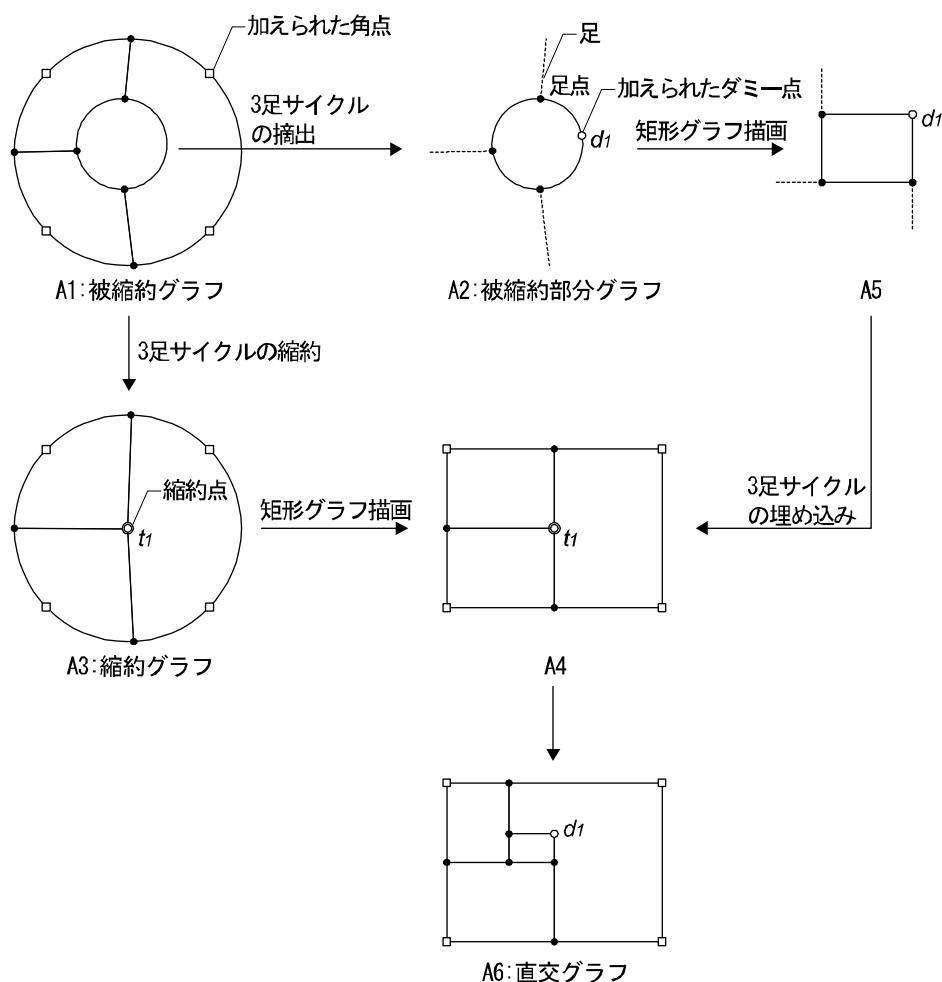 加えられた角点
3足サイクル
の摘出
足
足点
加えられたダミー点
d1
矩形グラフ描画
d1
A1:被縮約グラフ
A2:被縮約部分グラフ
A5
3足サイクルの縮約
縮約点
t1
矩形グラフ描画
t1
3足サイクル
の埋め込み
A3:縮約グラフ
A4
d1
A6:直交グラフ